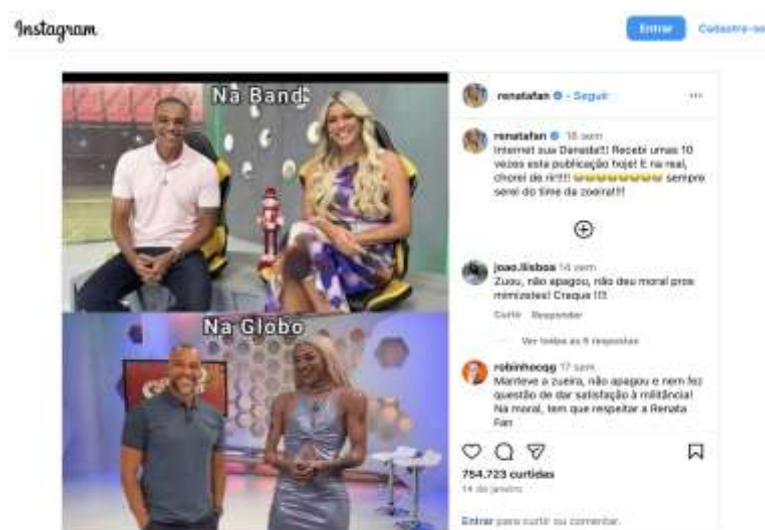 Instagram
Entrar
Cadastre-se
Na Band:
Na Globo
renatafan • Seguir
renatafan 18 sem
Internet sua Danada!!! Recebi umas 10
vezes esta publicação hoje! E na real,
chorei de rir!!!! sempre
serei do time da zoeira!!!!
joao.llisboa 14 sem
Zuou, não apagou, não deu moral pros
mimizetes! Craque !!!
Curtir Responder
Ver todas as 5 respostas
robinhocqg 17 sem
Manteve a zueira, não apagou e nem fez
questão de dar satisfação à militância!
Na moral, tem que respeitar a Renata
Fan
754.723 curtidas
14 de janeiro
Entrar para curtir ou comentar.